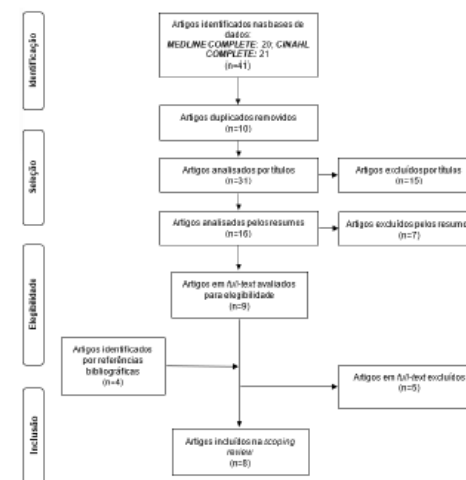 Identificação
Artigos identificados nas bases de
dados:
MEDLINE COMPLETE: 20; CINAHL
COMPLETE: 21
(n=41)
Artigos duplicados removidos
(n=10)
Seleção
Artigos analisados por títulos
(n=31)
Artigos excluídos por títulos
(n=15)
Artigos analisados pelos resumos
(n=16)
Artigos excluídos pelos resumo
(n=7)
Elegibilidade
Artigos em full-text avaliados
para elegibilidade
(n=9)
Artigos identificados
por referências
bibliográficas
(n=4)
Artigos em full-text excluídos
(n=5)
Inclusão
Artigos incluídos na scoping
review
(n=8)